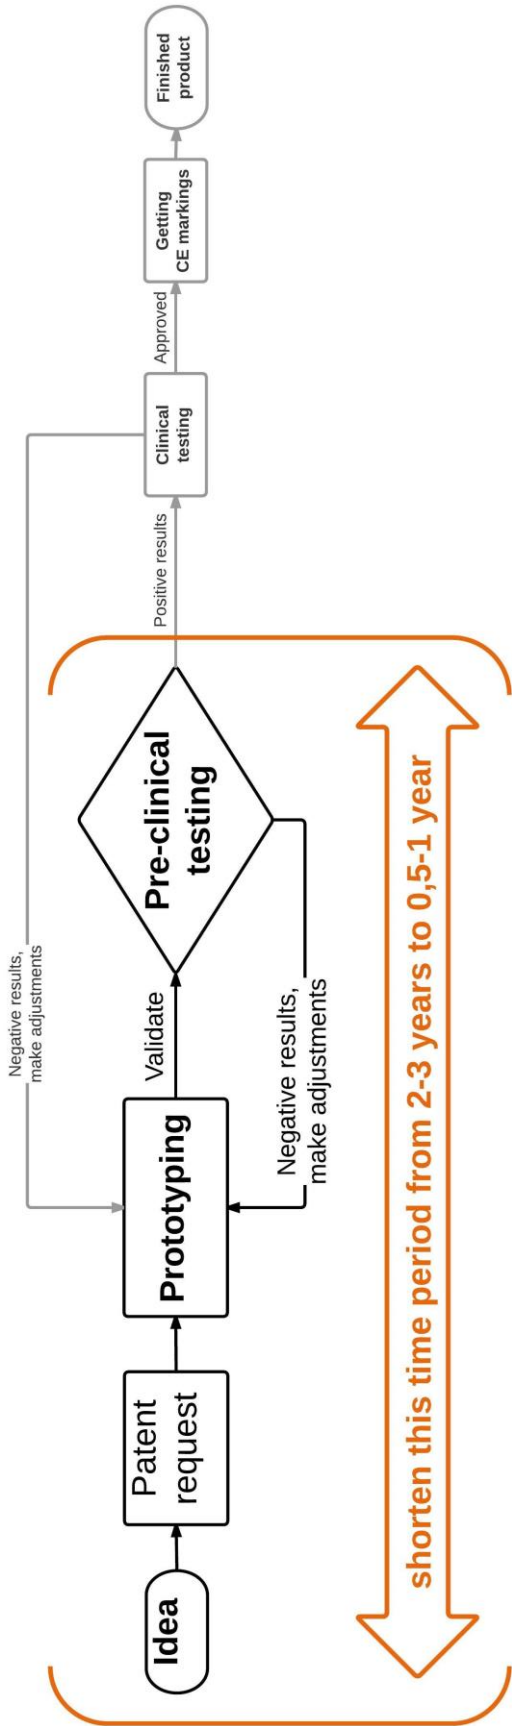 Idea
Patent
request
Prototyping
Validate
Pre-clinical
testing
Negative results,
make adjustments
Positive results
Clinical
testing
Negative results,
make adjustments
Approved
Getting
CE markings
Finished
product
shorten this time period from 2-3 years to 0,5-1 year